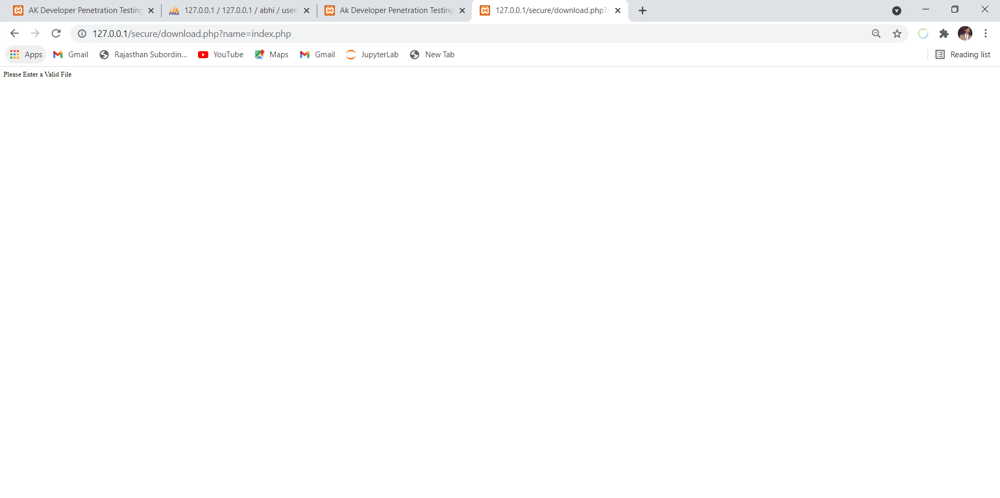 AK Developer Penetration Testing
127.0.0.1 / 127.0.0.1 / abhi / user
Ak Developer Penetration Testing
127.0.0.1/secure/download.php?
127.0.0.1/secure/download.php?name=index.php
Apps Gmail Rajasthan Subordin... YouTube Maps Gmail JupyterLab New Tab Reading list
Please Enter a Valid File